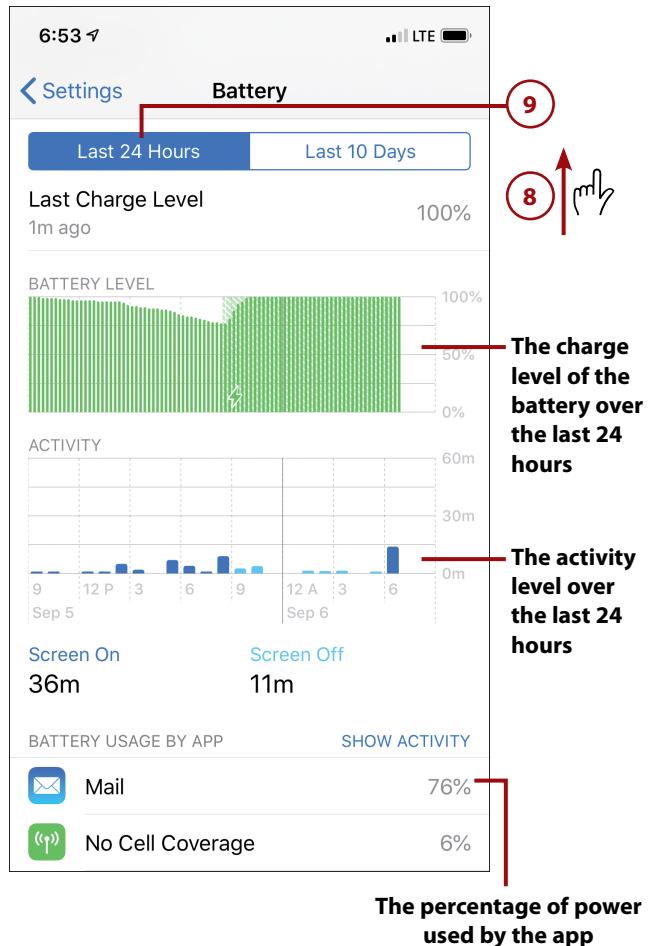 6:53 LTE
Settings Battery
9
Last 24 Hours Last 10 Days
8
Last Charge Level
1m ago
100%
BATTERY LEVEL
100%
50%
0%
The charge
level of the
battery over
the last 24
hours
ACTIVITY
60m
30m
0m
9 12 P 3 6 9 12 A 3 6
Sep 5 Sep 6
The activity
level over
the last 24
hours
Screen On Screen Off
36m 11m
BATTERY USAGE BY APP SHOW ACTIVITY
Mail 76%
No Cell Coverage 6%
The percentage of power
used by the app